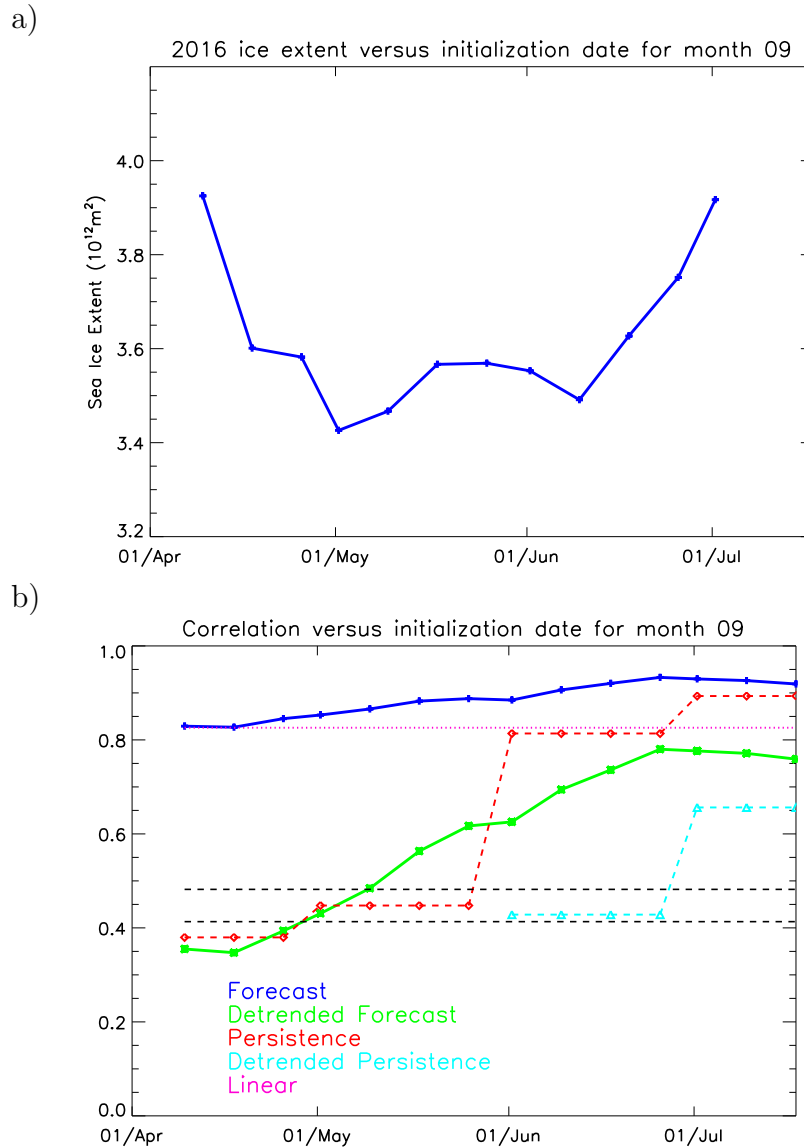 a)
2016 ice extent versus initialization date for month 09
4.0
3.8
3.6
3.4
3.2
Sea Ice Extent (10¹²m²)
01/Apr 01/May 01/Jun 01/Jul
b)
Correlation versus initialization date for month 09
1.0
0.8
0.6
0.4
0.2
0.0
Forecast
Detrended Forecast
Persistence
Detrended Persistence
Linear
01/Apr 01/May 01/Jun 01/Jul